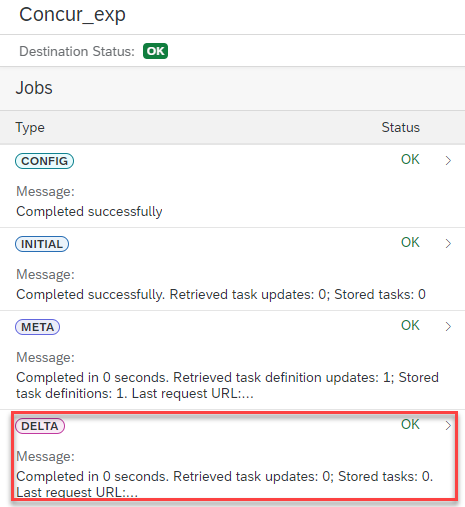 Concur_exp
Destination Status: OK
Jobs
Type Status
CONFIG OK
Message:
Completed successfully
INITIAL OK
Message:
Completed successfully. Retrieved task updates: 0; Stored tasks: 0
META OK
Message:
Completed in 0 seconds. Retrieved task definition updates: 1; Stored
task definitions: 1. Last request URL:...
DELTA OK
Message:
Completed in 0 seconds. Retrieved task updates: 0; Stored tasks: 0.
Last request URL:...